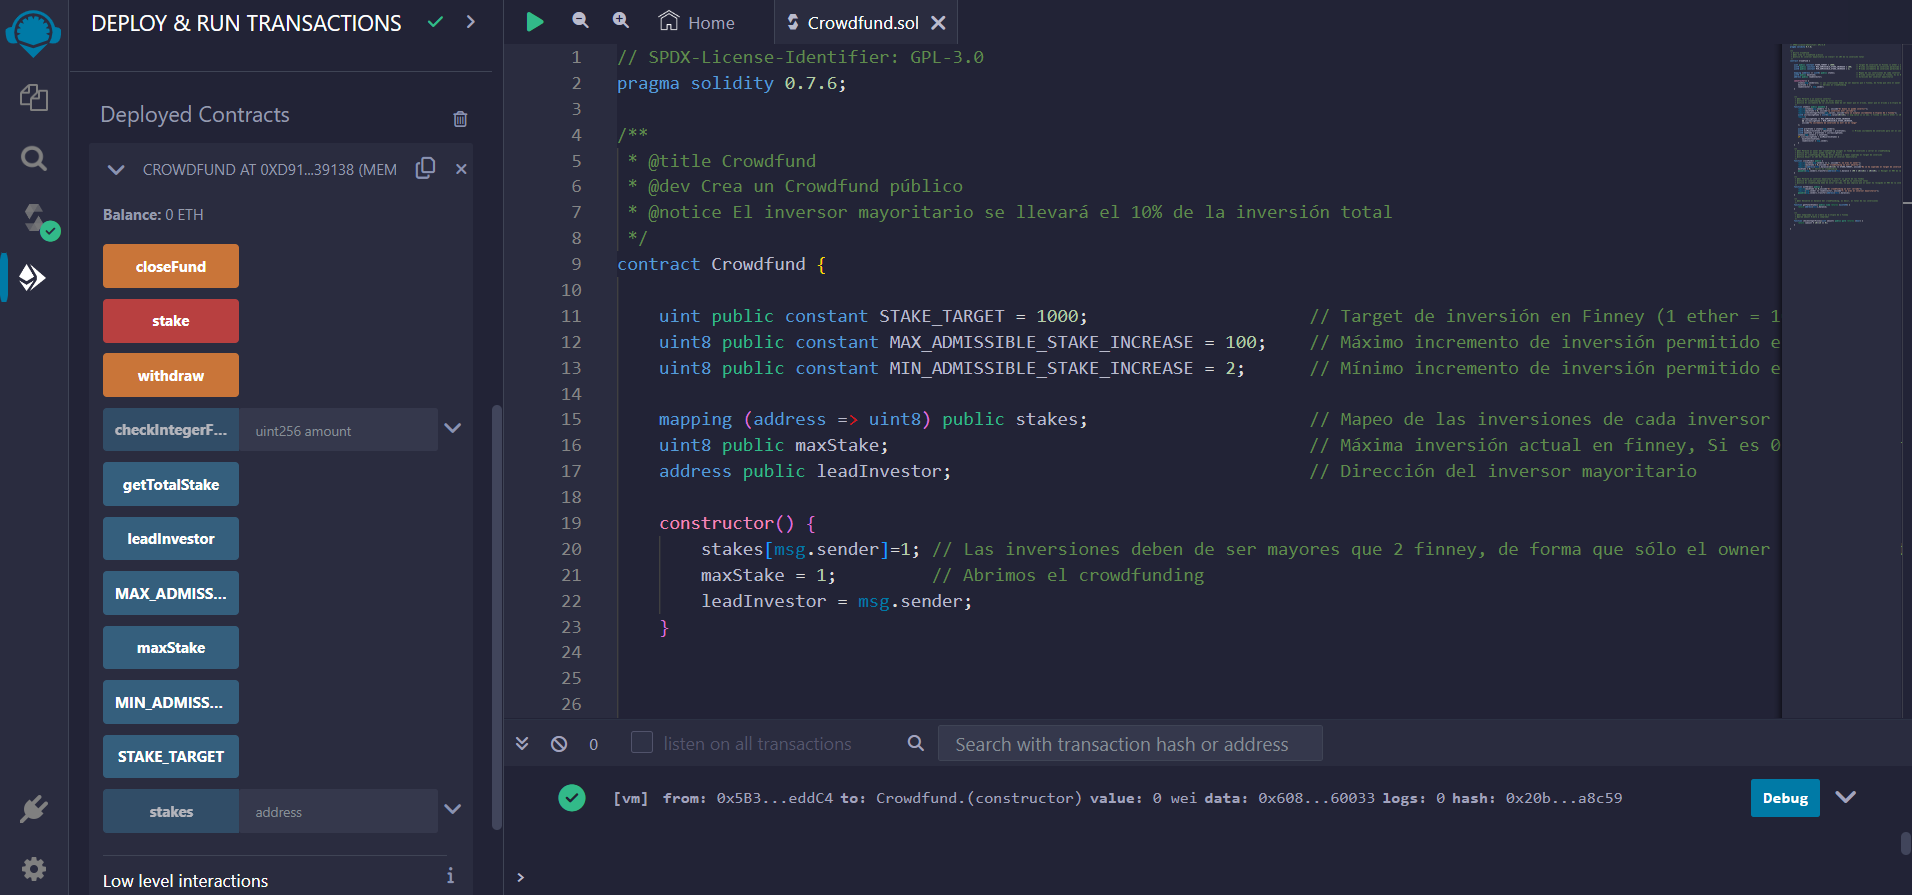 DEPLOY & RUN TRANSACTIONS
Deployed Contracts
CROWDFUND AT 0XD91...39138 (MEM
Balance: 0 ETH
closeFund
stake
withdraw
checkIntegerF... uint256 amount
getTotalStake
leadInvestor
MAX_ADMISS...
maxStake
MIN_ADMISS...
STAKE_TARGET
stakes address
Low level interactions
Home
Crowdfund.sol
1 // SPDX-License-Identifier: GPL-3.0
2 pragma solidity 0.7.6;
3
4 /**
5 * @title Crowdfund
6 * @dev Crea un Crowdfund público
7 * @notice El inversor mayoritario se llevará el 10% de la inversión total
8 */
9 contract Crowdfund {
10
11 uint public constant STAKE_TARGET = 1000; // Target de inversión en Finney (1 ether = 1
12 uint8 public constant MAX_ADMISSIBLE_STAKE_INCREASE = 100; // Máximo incremento de inversión permitido e
13 uint8 public constant MIN_ADMISSIBLE_STAKE_INCREASE = 2; // Mínimo incremento de inversión permitido e
14
15 mapping (address => uint8) public stakes; // Mapeo de las inversiones de cada inversor
16 uint8 public maxStake; // Máxima inversión actual en finney, Si es 0
17 address public leadInvestor; // Dirección del inversor mayoritario
18
19 constructor() {
20 stakes[msg.sender]=1; // Las inversiones deben de ser mayores que 2 finney, de forma que sólo el owner
21 maxStake = 1; // Abrimos el crowdfunding
22 leadInvestor = msg.sender;
23 }
24
25
26
0 listen on all transactions Search with transaction hash or address
[vm] from: 0x5B3...eddC4 to: Crowdfund.(constructor) value: 0 wei data: 0x608...60033 logs: 0 hash: 0x20b...a8c59
Debug
>